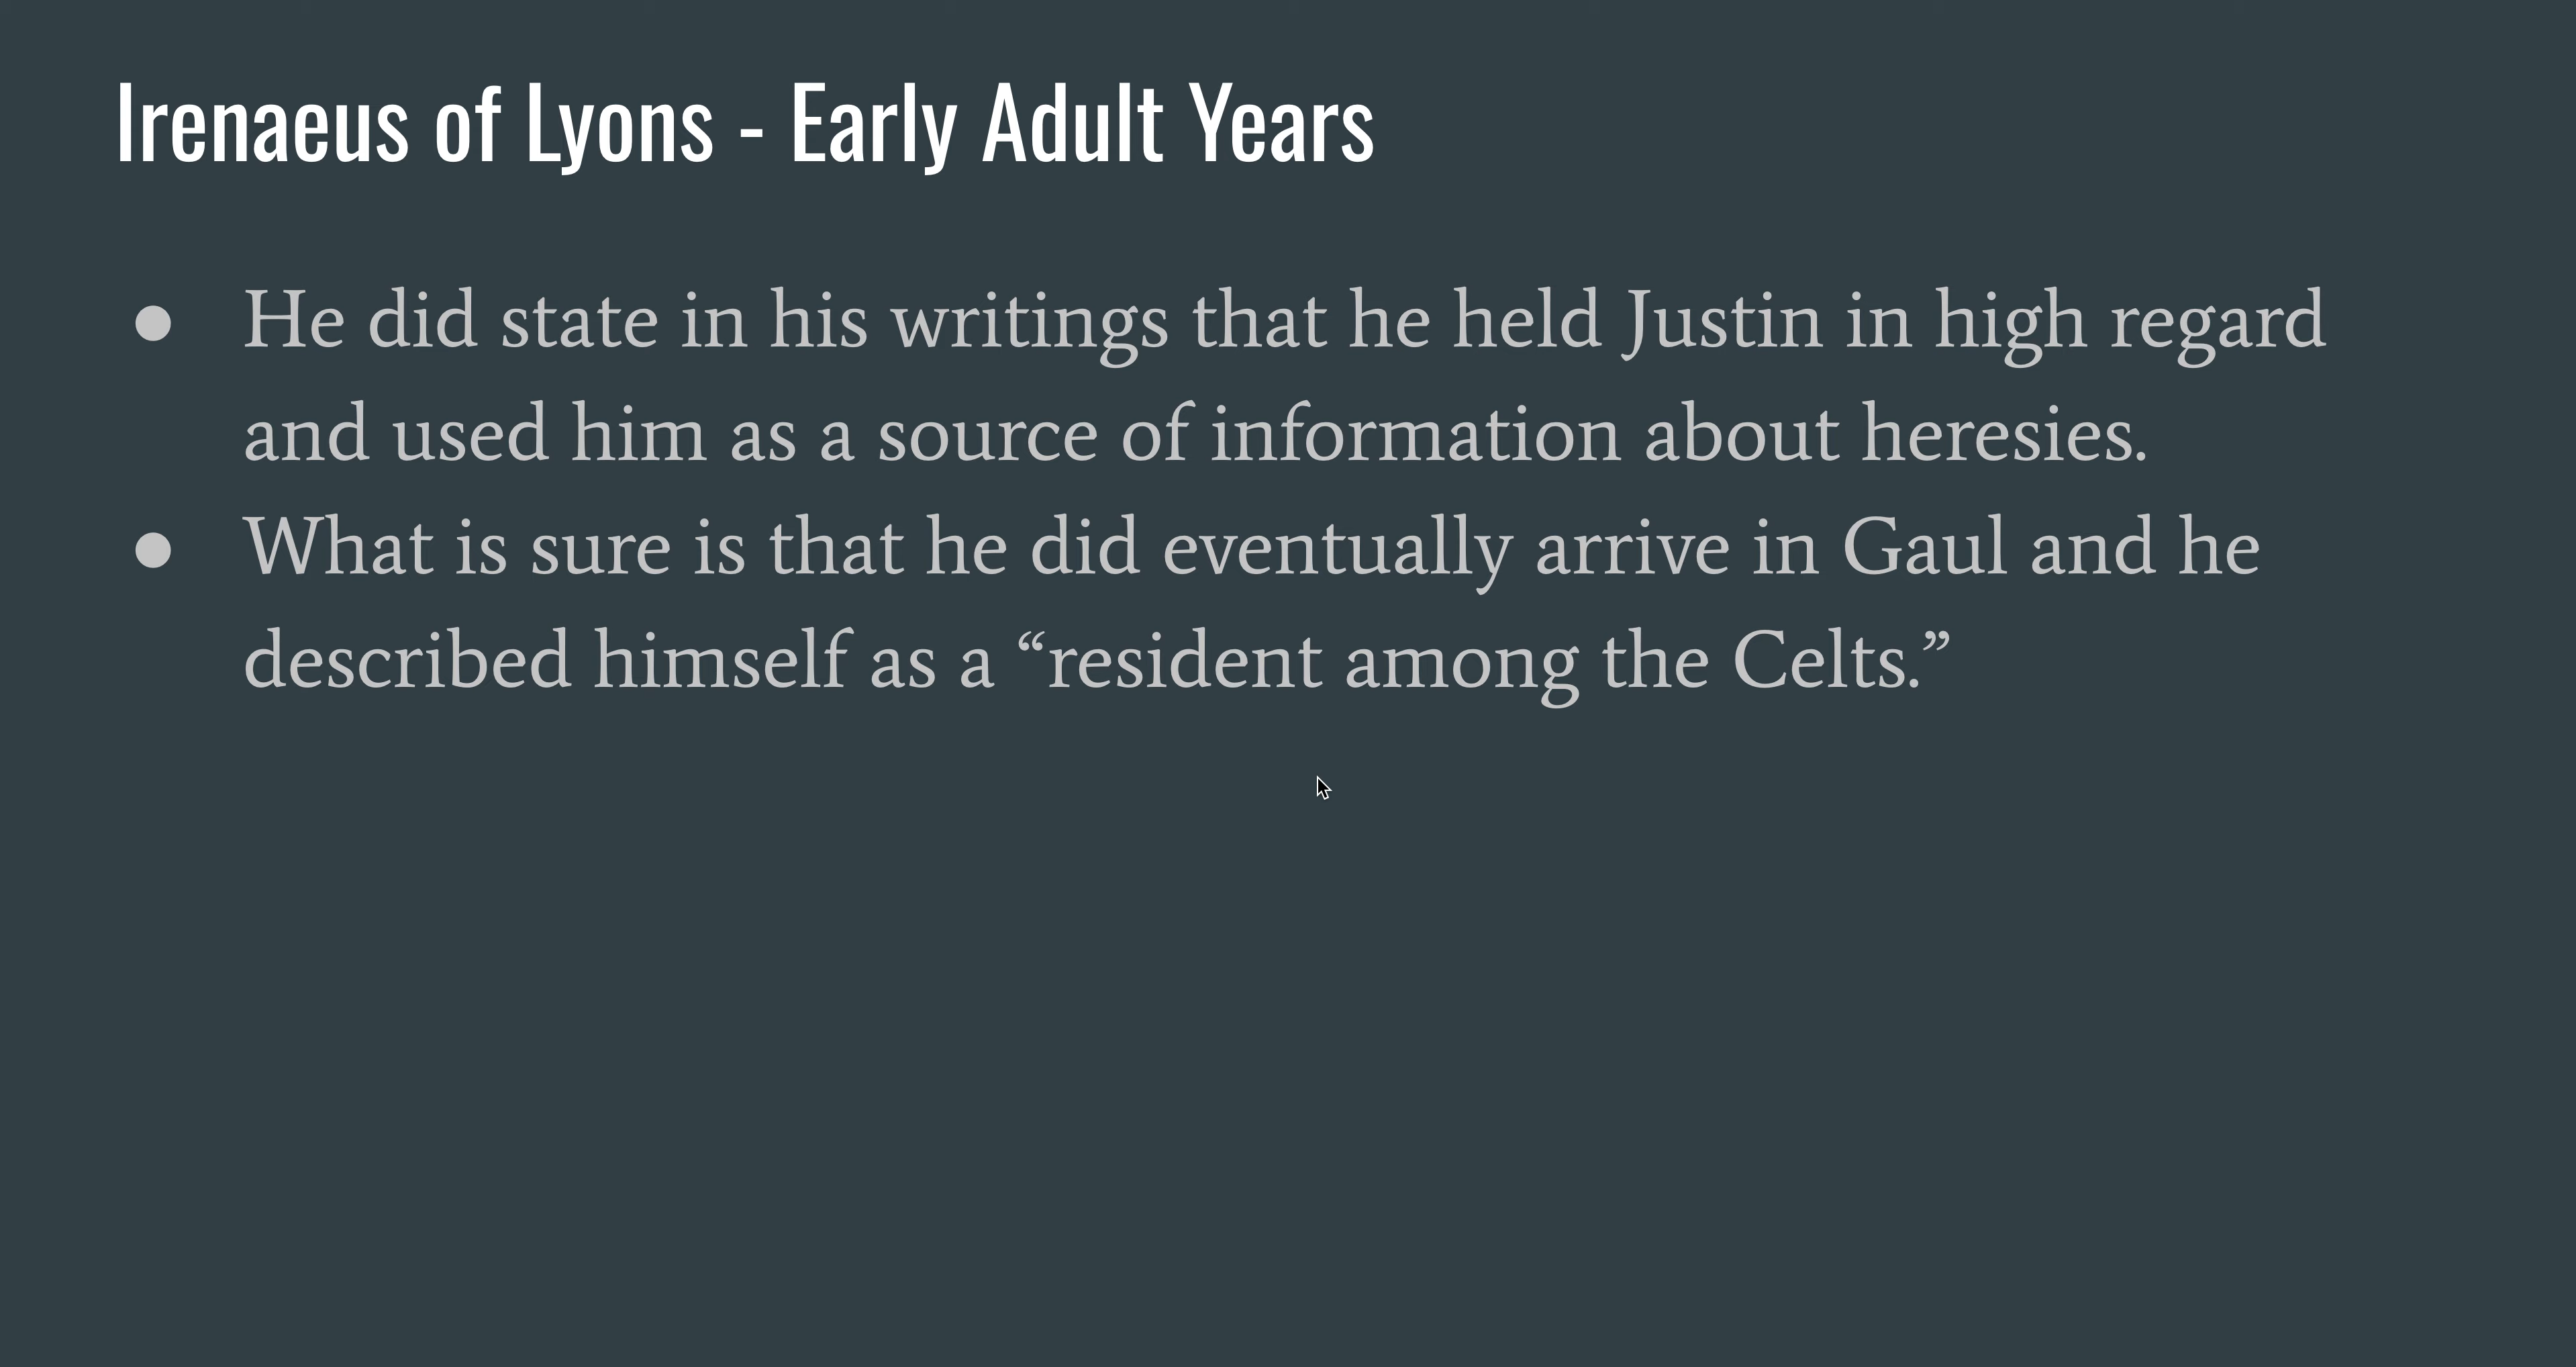 Irenaeus of Lyons - Early Adult Years
● He did state in his writings that he held Justin in high regard
and used him as a source of information about heresies.
● What is sure is that he did eventually arrive in Gaul and he
described himself as a “resident among the Celts.”